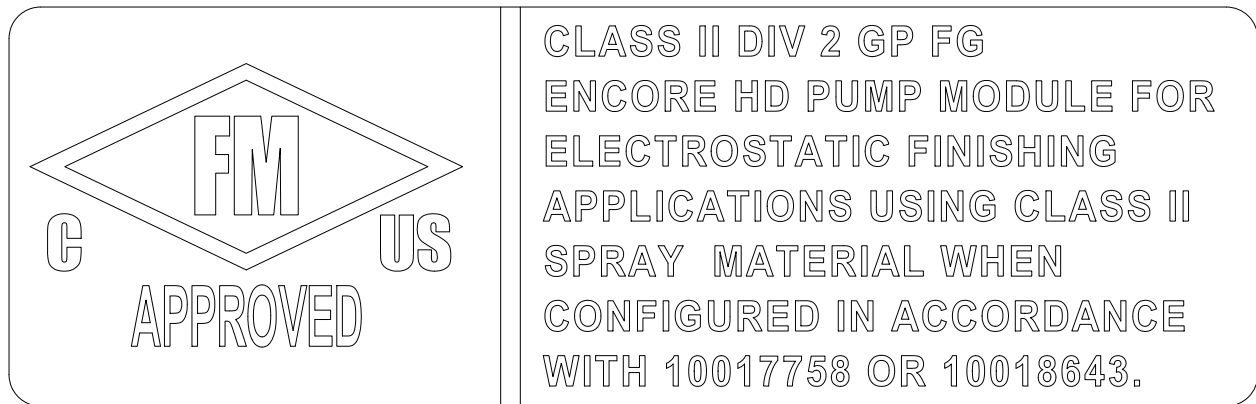 FM
C US
APPROVED
CLASS II DIV 2 GP FG
ENCORE HD PUMP MODULE FOR
ELECTROSTATIC FINISHING
APPLICATIONS USING CLASS II
SPRAY MATERIAL WHEN
CONFIGURED IN ACCORDANCE
WITH 10017758 OR 10018643.